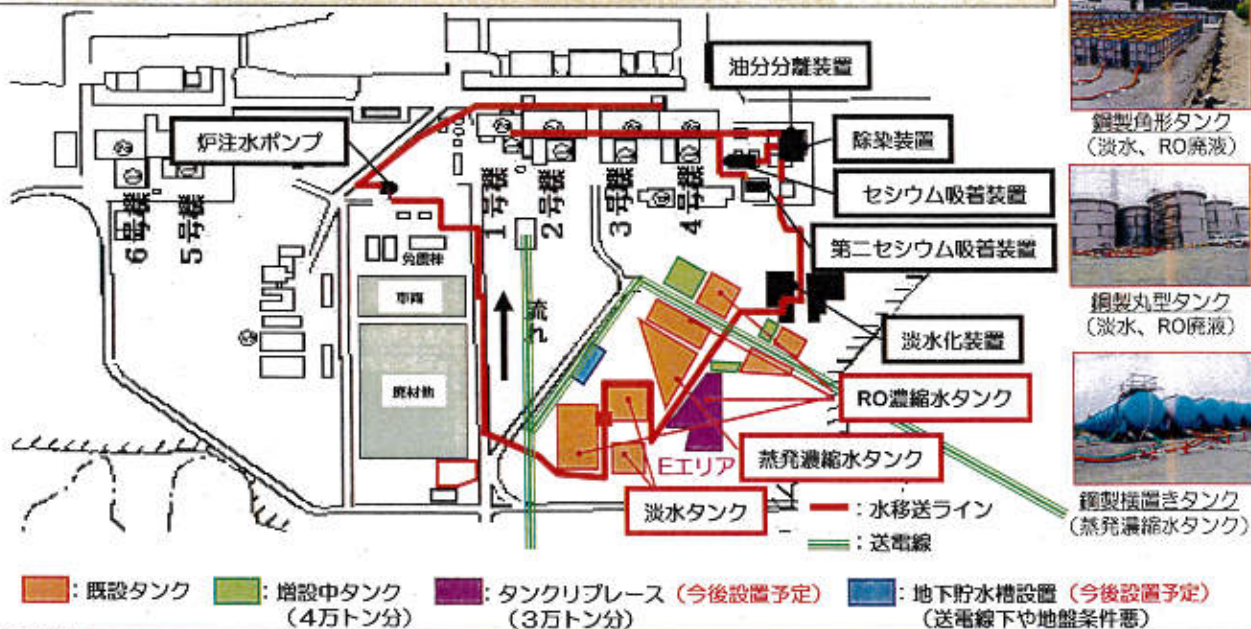 油分分離装置
炉注水ポンプ
除染装置
セシウム吸着装置
第二セシウム吸着装置
6号機
5号機
1号機
2号機
3号機
4号機
免震棟
車両
流れ
廃材他
淡水化装置
RO濃縮水タンク
蒸発濃縮水タンク
Eエリア
淡水タンク
:水移送ライン
:送電線
鋼製角形タンク
(淡水、RO廃液)
鋼製丸型タンク
(淡水、RO廃液)
鋼製横置きタンク
(蒸発濃縮水タンク)
:既設タンク
:増設中タンク
(4万トン分)
:タンクリプレース (今後設置予定)
(3万トン分)
:地下貯水槽設置 (今後設置予定)
(送電線下や地盤条件悪)